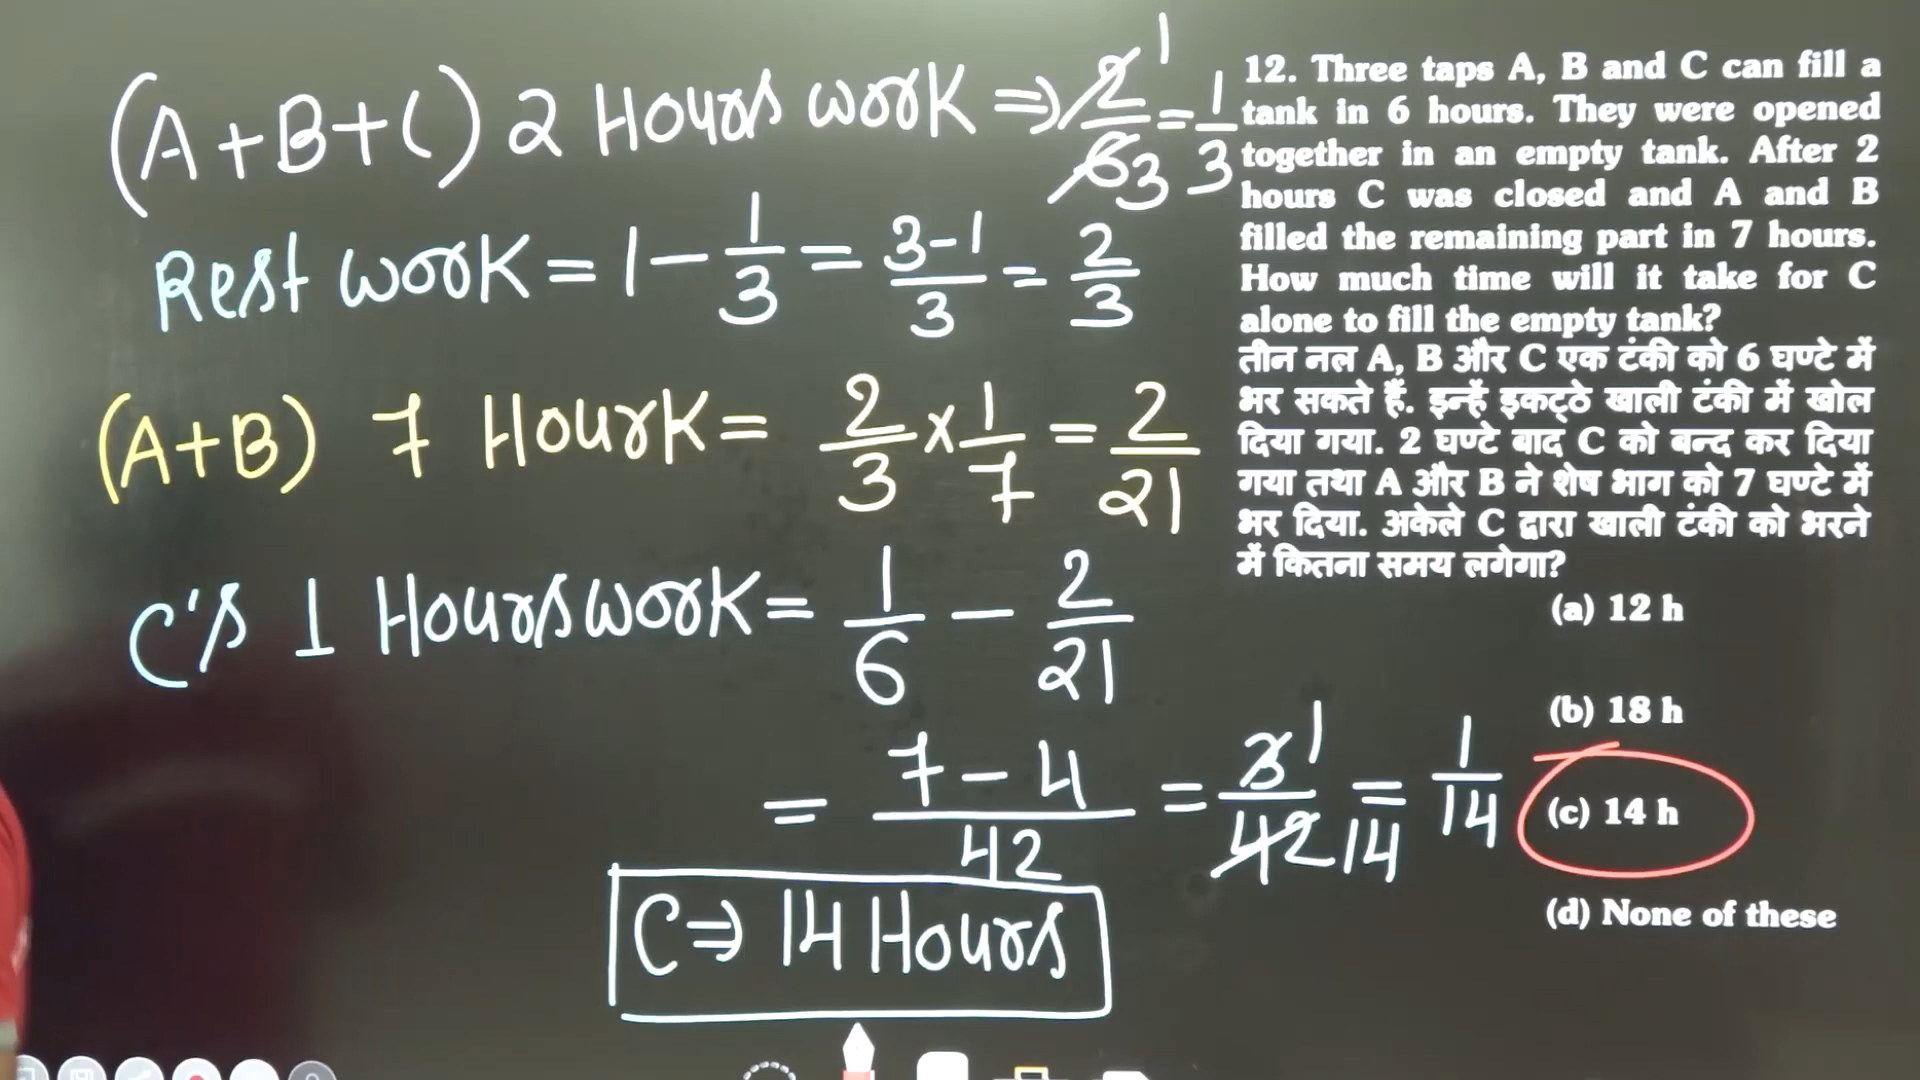 (A+B+C) 2 Hours work ⇒ 2/6 1 3 = 1/3
Rest work = 1 - 1/3 = 3-1/3 = 2/3
(A+B) 7 Hourk = 2/3 × 1/7 = 2/21
C's 1 Hours work = 1/6 - 2/21
= 7-4/42 = 3/42 1 14 = 1/14
C ⇒ 14 Hours
12. Three taps A, B and C can fill a
tank in 6 hours. They were opened
together in an empty tank. After 2
hours C was closed and A and B
filled the remaining part in 7 hours.
How much time will it take for C
alone to fill the empty tank?
तीन नल A, B और C एक टंकी को 6 घण्टे में
भर सकते हैं. इन्हें इकट्ठे खाली टंकी में खोल
दिया गया. 2 घण्टे बाद C को बन्द कर दिया
गया तथा A और B ने शेष भाग को 7 घण्टे में
भर दिया. अकेले C द्वारा खाली टंकी को भरने
में कितना समय लगेगा?
(a) 12 h
(b) 18 h
(c) 14 h
(d) None of these